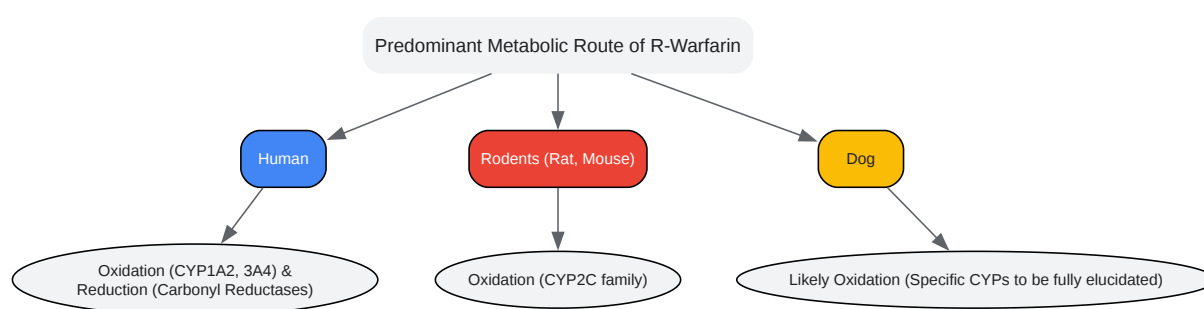 Predominant Metabolic Route of R-Warfarin
Human
Rodents (Rat, Mouse)
Dog
Oxidation (CYP1A2, 3A4) &
Reduction (Carbonyl Reductases)
Oxidation (CYP2C family)
Likely Oxidation (Specific CYPs to be fully elucidated)